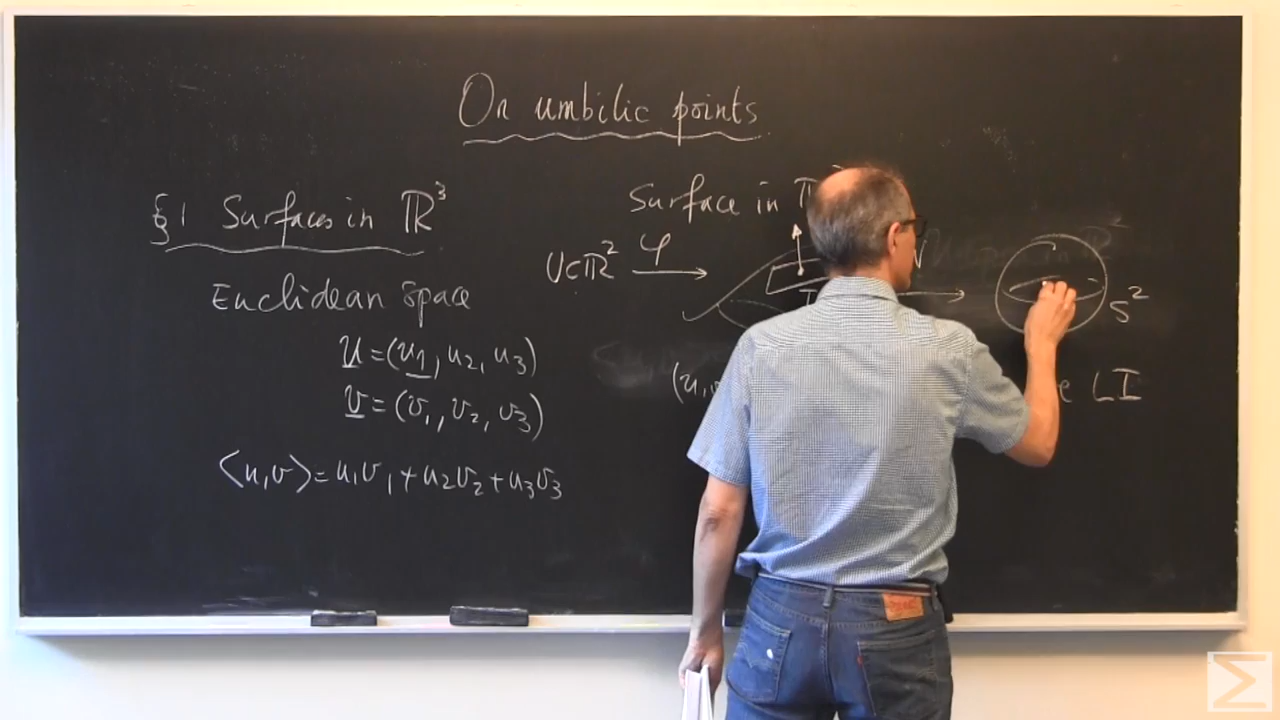 On umbilic points
§1 Surfaces in ℝ³
Euclidean Space
u = (u₁, u₂, u₃)
v = (v₁, v₂, v₃)
⟨u,v⟩ = u₁v₁ + u₂v₂ + u₃v₃
Surface in ℝ
U⊂ℝ² φ N
S²
(u,v
LI